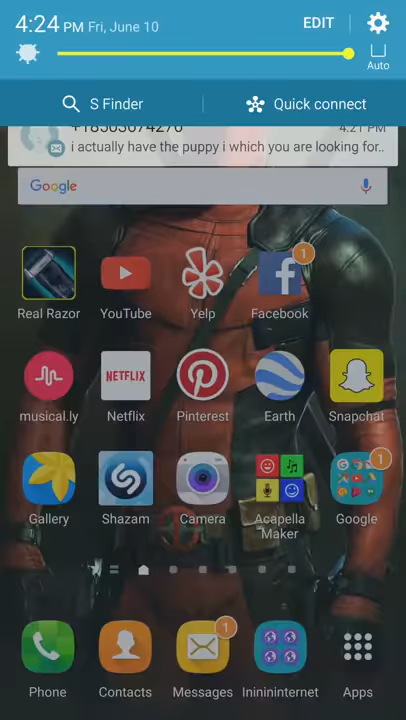 4:24 PM Fri, June 10 EDIT
Auto
S Finder Quick connect
+18503674270 4:21 PM
i actually have the puppy i which you are looking for..
Google
Real Razor YouTube Yelp 1 Facebook
NETFLIX
musical.ly Netflix Pinterest Earth Snapchat
1
Gallery Shazam Camera Acapella Maker Google
1
Phone Contacts Messages Ininininternet Apps